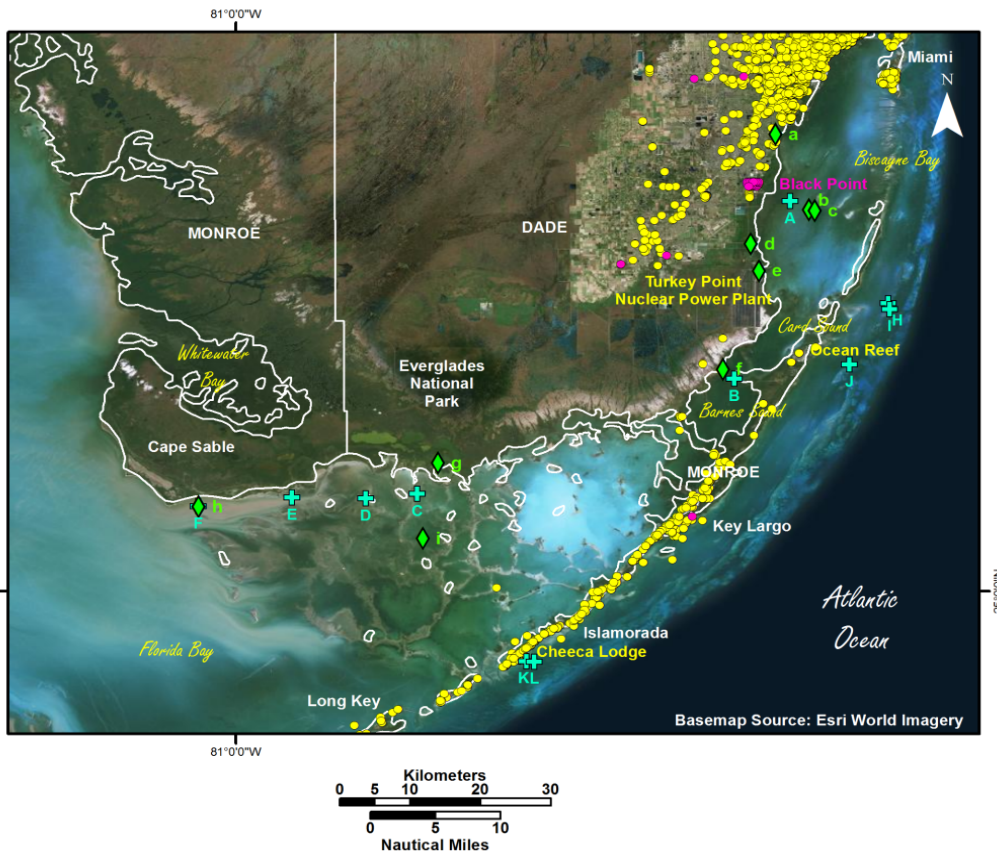 81°0'0"W
Miami
N
a
Biscayne Bay
Black Point
b
A
c
MONROE
DADE
d
e
Turkey Point
Nuclear Power Plant
H
I
Card Sound
Ocean Reef
J
Whitewater
Bay
Everglades
National
Park
f
B
Barnes Sound
Cape Sable
g
MONROE
h
F
E
D
C
Key Largo
i
Atlantic
Ocean
Islamorada
Florida Bay
Cheeca Lodge
KL
Long Key
Basemap Source: Esri World Imagery
81°0'0"W
Kilometers
0 5 10 20 30
0 5 10
Nautical Miles